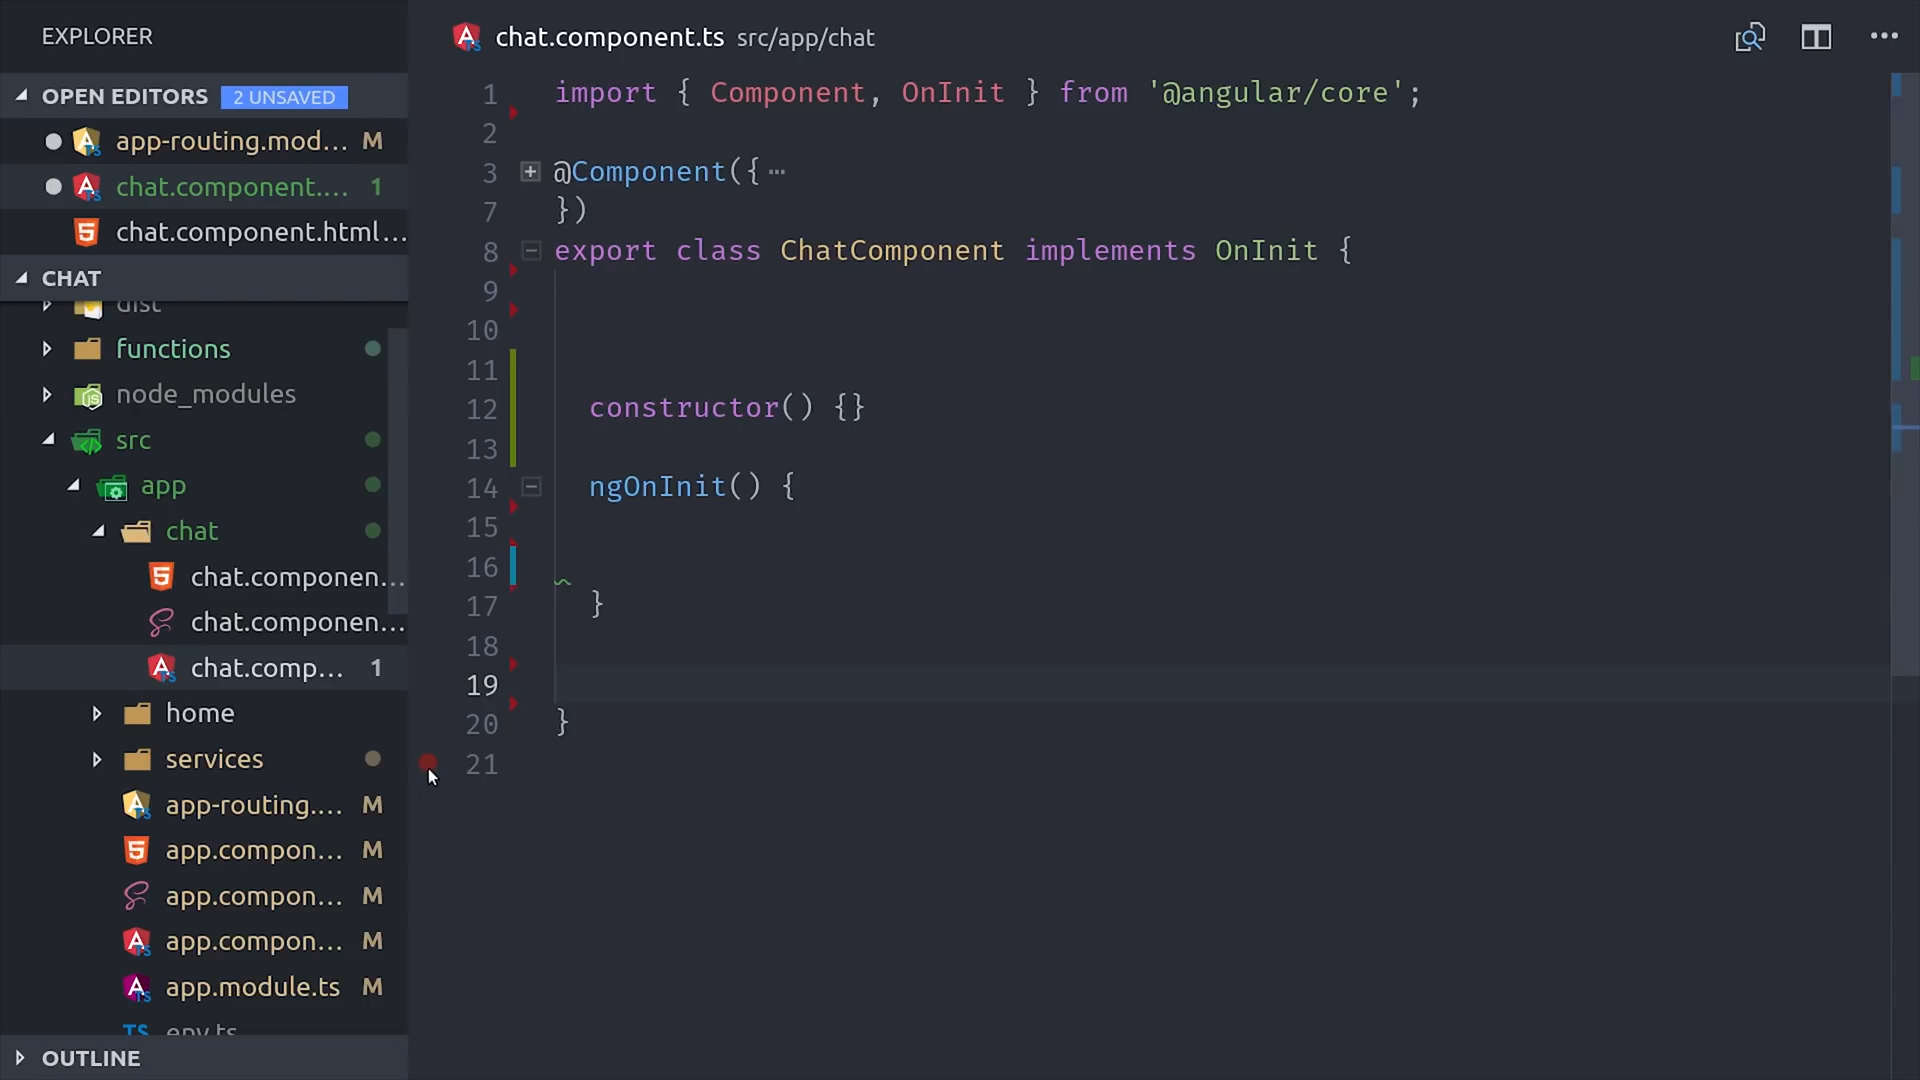 EXPLORER
OPEN EDITORS 2 UNSAVED
app-routing.mod... M
chat.component.... 1
chat.component.html...
CHAT
dist
functions
node_modules
src
app
chat
chat.componen...
chat.componen...
chat.comp... 1
home
services
app-routing.... M
app.compon... M
app.compon... M
app.compon... M
app.module.ts M
TS env.ts
OUTLINE
chat.component.ts src/app/chat
1 import { Component, OnInit } from '@angular/core';
2
3 @Component({ ...
7 })
8 export class ChatComponent implements OnInit {
9
10
11
12 constructor() {}
13
14 ngOnInit() {
15
16
17 }
18
19
20 }
21